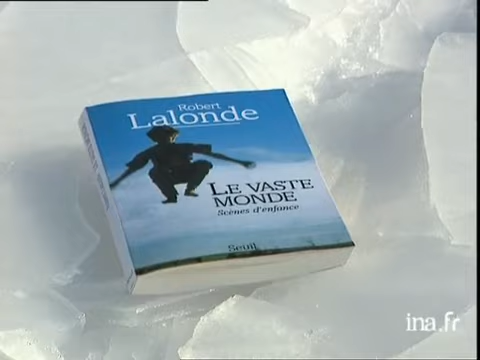 Robert
Lalonde
LE VASTE
MONDE
Scènes d'enfance
Seuil
ina.fr